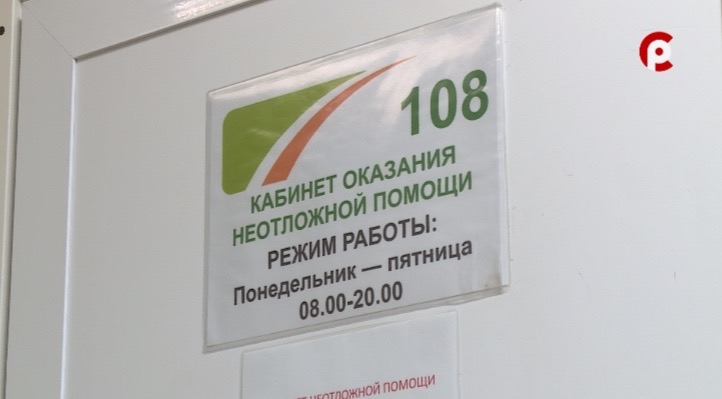 108
КАБИНЕТ ОКАЗАНИЯ
НЕОТЛОЖНОЙ ПОМОЩИ
РЕЖИМ РАБОТЫ:
Понедельник — пятница
08.00-20.00
НЕОТЛОЖНОЙ ПОМОЩИ